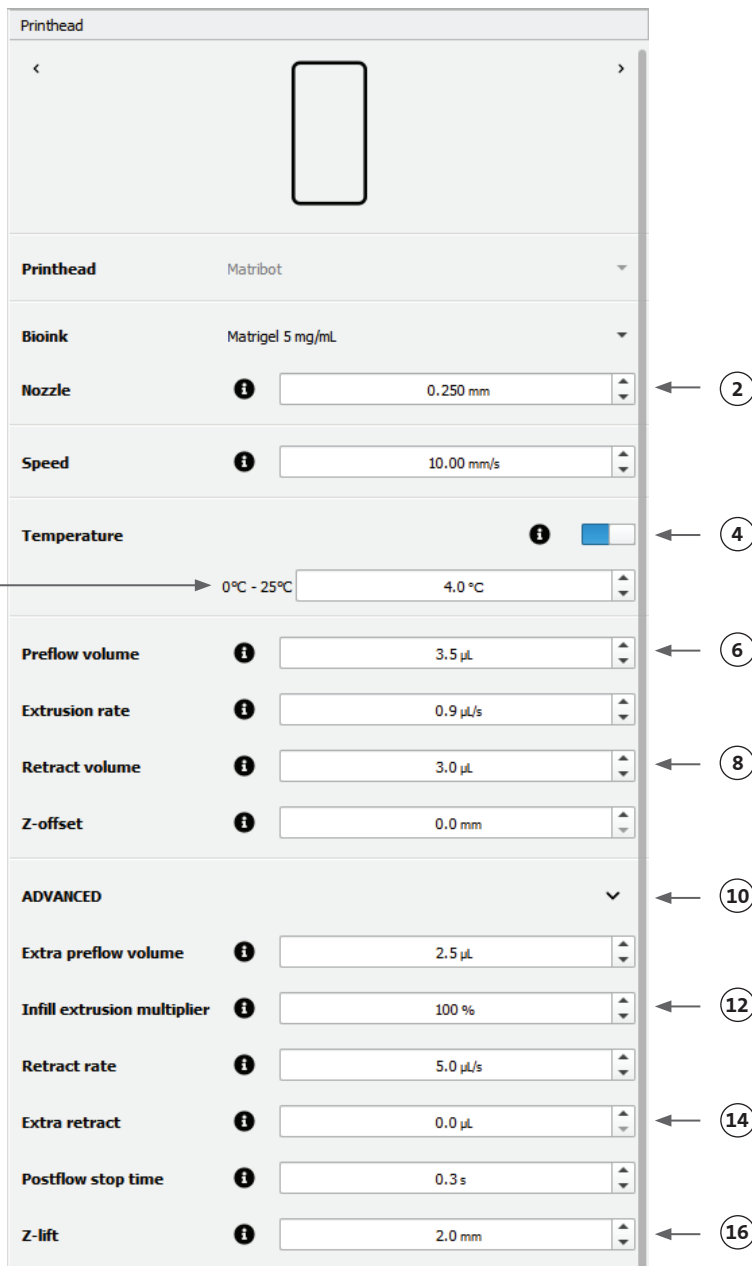 Printhead
‹ ›
Printhead Matribot
Bioink Matrigel 5 mg/mL
Nozzle i 0.250 mm 2
Speed i 10.00 mm/s
Temperature i 4
0°C - 25°C 4.0 °C
Preflow volume i 3.5 µL 6
Extrusion rate i 0.9 µL/s
Retract volume i 3.0 µL 8
Z-offset i 0.0 mm
ADVANCED 10
Extra preflow volume i 2.5 µL
Infill extrusion multiplier i 100 % 12
Retract rate i 5.0 µL/s
Extra retract i 0.0 µL 14
Postflow stop time i 0.3 s
Z-lift i 2.0 mm 16